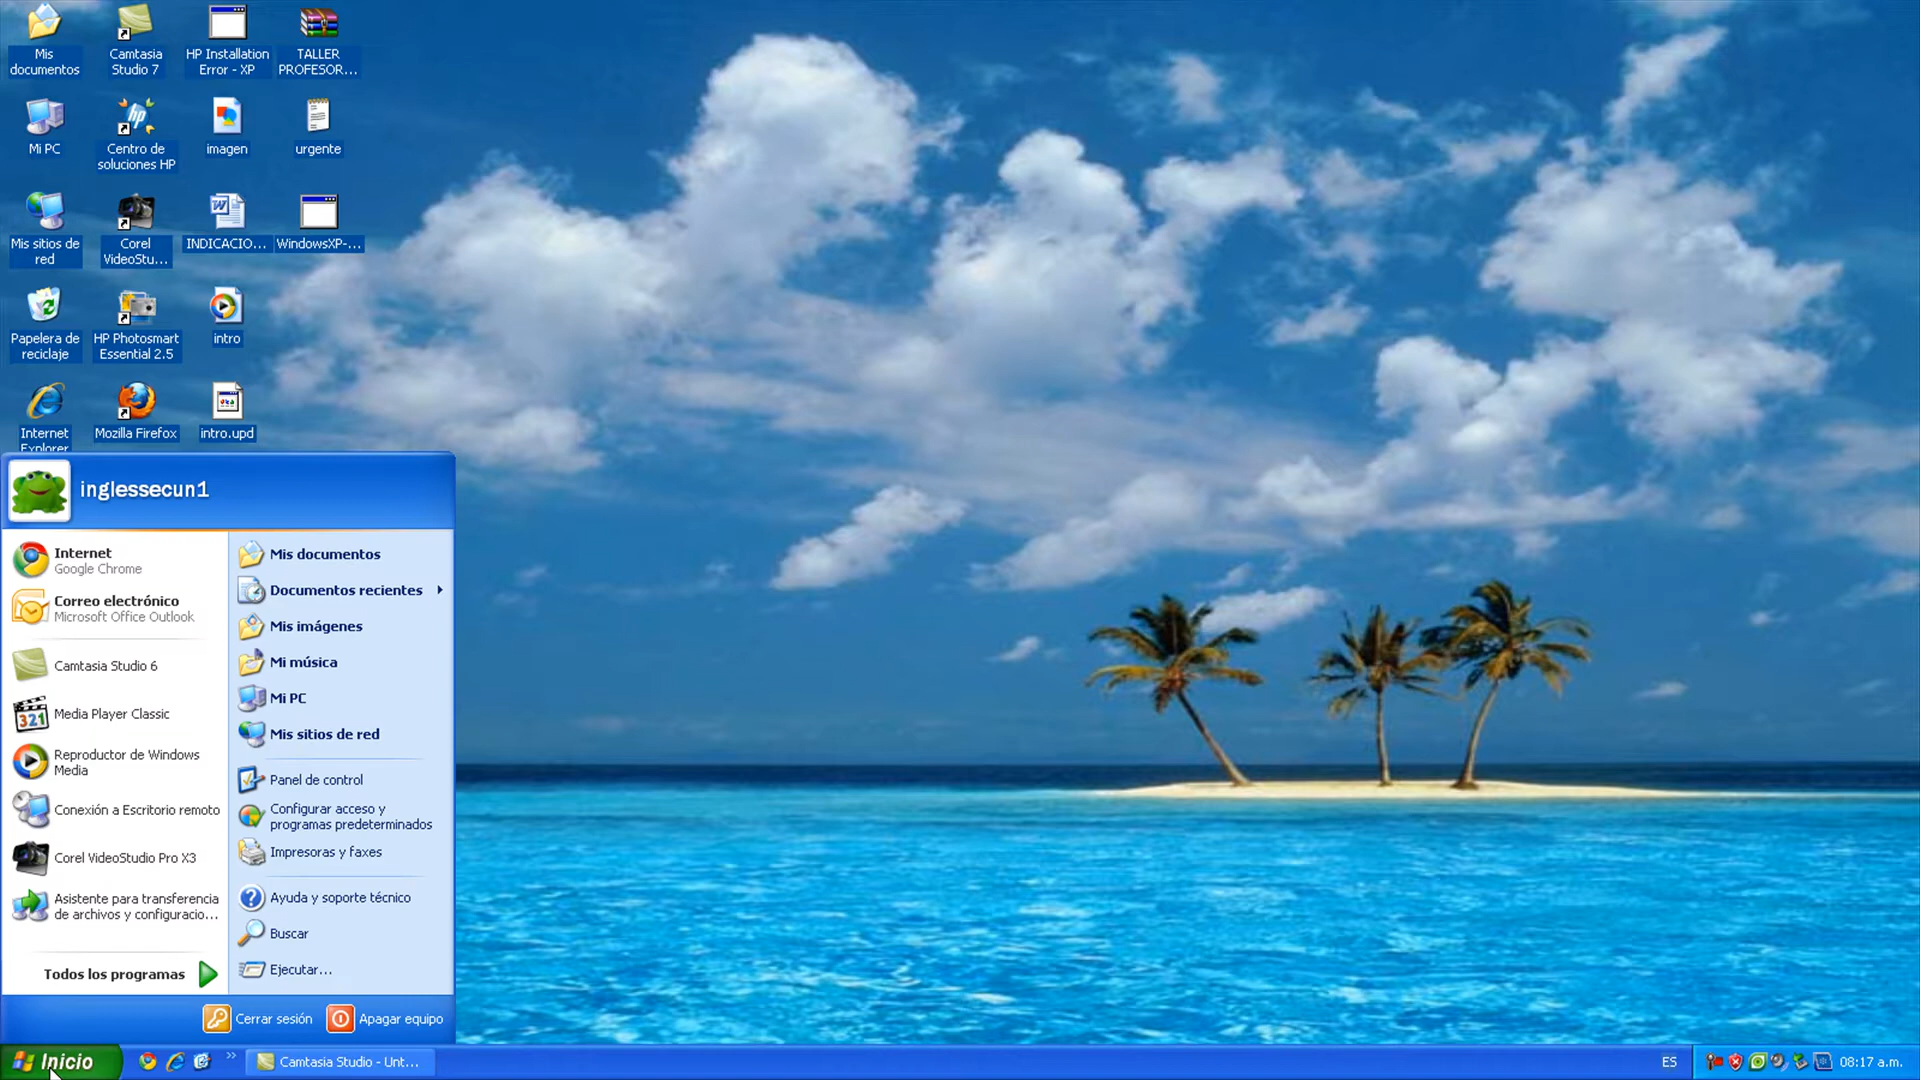 Mis
documentos
Camtasia
Studio 7
HP Installation
Error - XP
TALLER
PROFESOR...
Mi PC
hp
Centro de
soluciones HP
imagen
urgente
Mis sitios de
red
Corel
VideoStu...
INDICACIO...
WindowsXP-...
Papelera de
reciclaje
HP Photosmart
Essential 2.5
intro
Internet
Explorer
Mozilla Firefox
intro.upd
inglessecun1
Internet
Google Chrome
Correo electrónico
Microsoft Office Outlook
Camtasia Studio 6
321
Media Player Classic
Reproductor de Windows
Media
Conexión a Escritorio remoto
Corel VideoStudio Pro X3
Asistente para transferencia
de archivos y configuracio...
Todos los programas
Mis documentos
Documentos recientes
Mis imágenes
Mi música
Mi PC
Mis sitios de red
Panel de control
Configurar acceso y
programas predeterminados
Impresoras y faxes
Ayuda y soporte técnico
Buscar
Ejecutar...
Cerrar sesión
Apagar equipo
Inicio
Camtasia Studio - Unt...
ES
08:17 a.m.